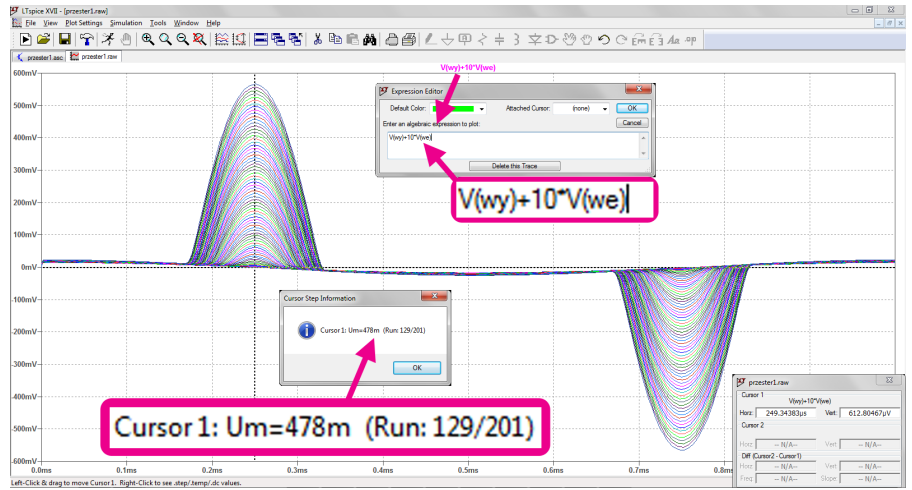 LTspice XVII - [przester1.raw]
File View Plot Settings Simulation Tools Window Help
przester1.asc przester1.raw
V(wy)+10*V(we)
600mV
500mV
400mV
300mV
200mV
100mV
0mV
-100mV
-200mV
-300mV
-400mV
-500mV
-600mV
0.0ms 0.1ms 0.2ms 0.3ms 0.4ms 0.5ms 0.6ms 0.7ms 0.8ms
Expression Editor
Default Color: Attached Cursor: (none) OK
Enter an algebraic expression to plot: Cancel
V(wy)+10*V(we)
Delete this Trace
V(wy)+10*V(we)
Cursor Step Information
Cursor 1: Um=478m (Run: 129/201)
OK
Cursor 1: Um=478m (Run: 129/201)
przester1.raw
Cursor 1
V(wy)+10*V(we)
Horz: 249.34383µs Vert: 612.80467µV
Cursor 2
Horz: -- N/A-- Vert: -- N/A--
Diff (Cursor2 - Cursor1)
Horz: -- N/A-- Vert: -- N/A--
Freq: -- N/A-- Slope: -- N/A--
Left-Click & drag to move Cursor 1. Right-Click to see .step/.temp/.dc values.